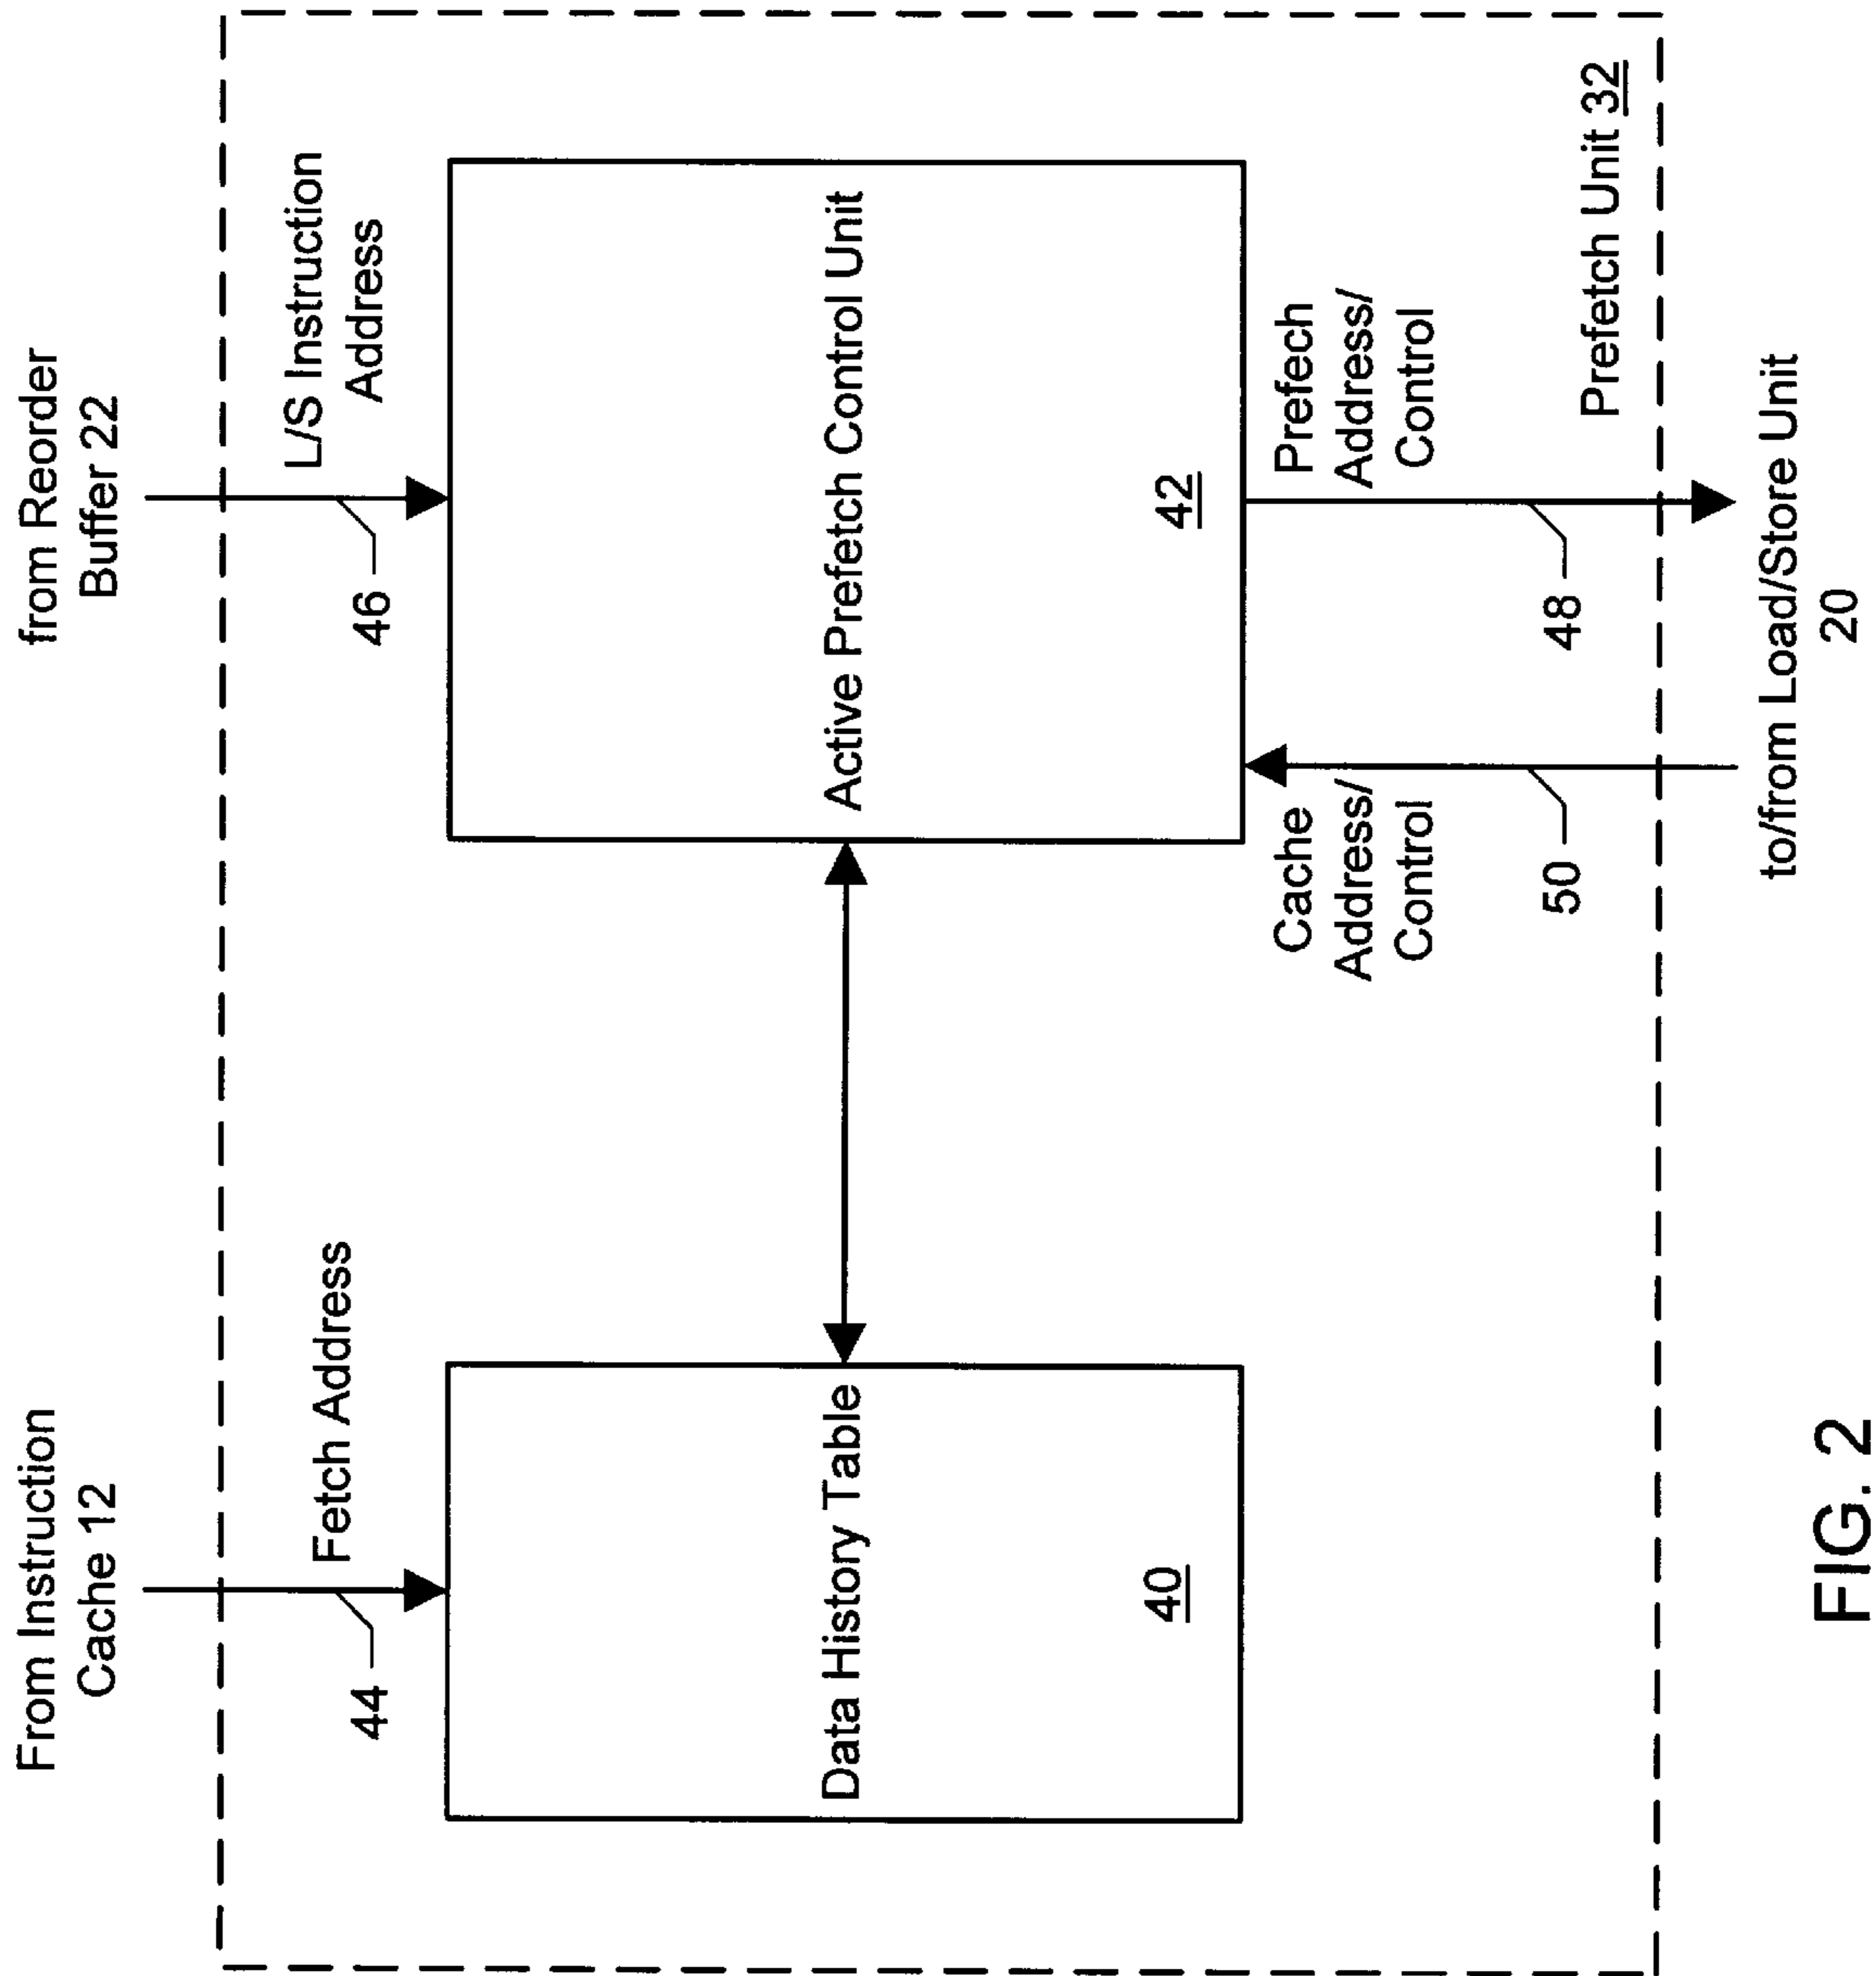 From Instruction
Cache 12
from Reorder
Buffer 22
44
Fetch Address
46
L/S Instruction
Address
Data History Table
40
Active Prefetch Control Unit
42
Cache
Address/
Control
Prefech
Address/
Control
50
48
Prefetch Unit 32
to/from Load/Store Unit
20
FIG. 2